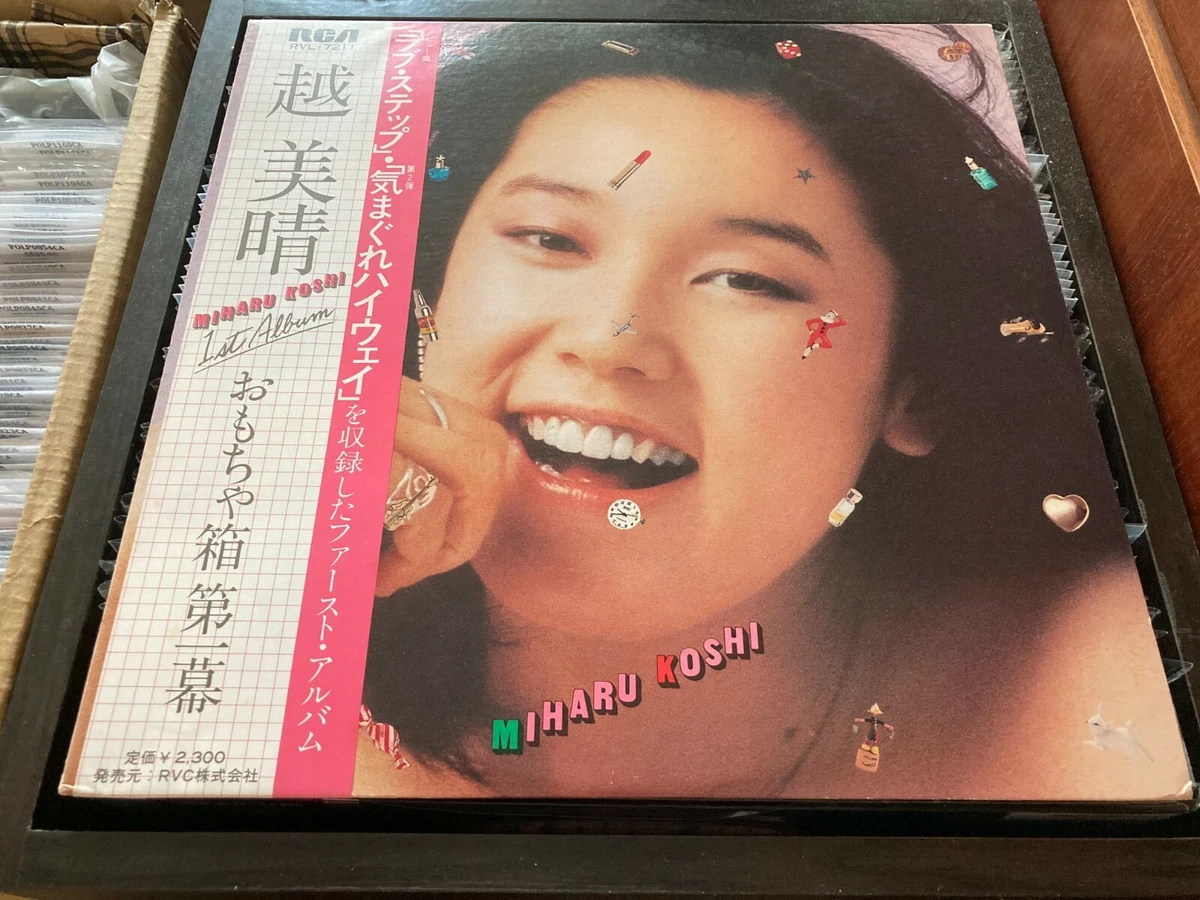 RCA
RVL-7211
越美晴
MIHARU KOSHI
1st Album
おもちゃ箱 第一幕
定価¥2,300
発売元:RVC株式会社
「ラブ・ステップ」・「気まぐれハイウェイ」を収録したファースト・アルバム
第2弾
MIHARU KOSHI
POLP1160CA
POLP0854CA